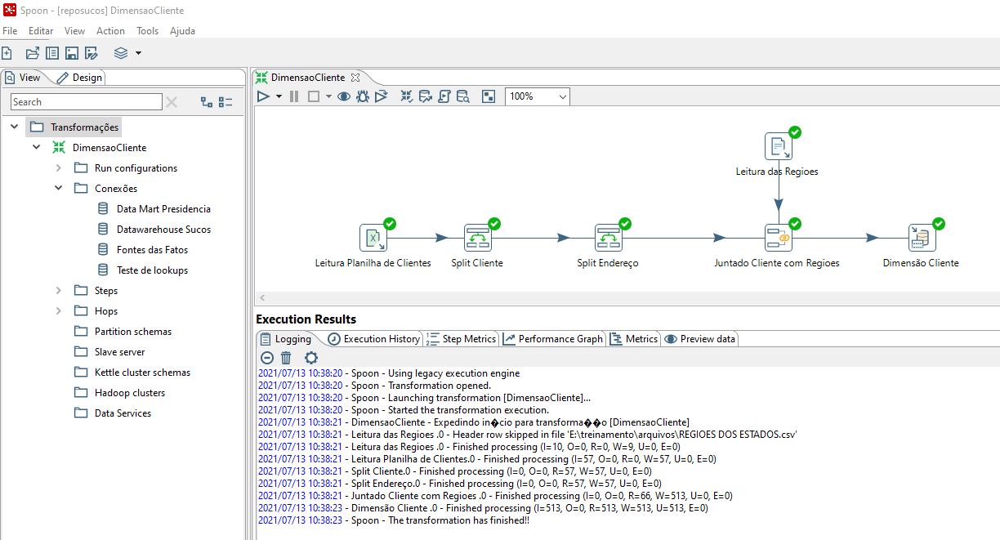 Spoon - [reposucos] DimensaoCliente
File Editar View Action Tools Ajuda
View Design
Search
Transformações
DimensaoCliente
Run configurations
Conexões
Data Mart Presidencia
Datawarehouse Sucos
Fontes das Fatos
Teste de lookups
Steps
Hops
Partition schemas
Slave server
Kettle cluster schemas
Hadoop clusters
Data Services
DimensaoCliente
100%
Leitura das Regioes
Leitura Planilha de Clientes Split Cliente Split Endereço Juntado Cliente com Regioes Dimensão Cliente
Execution Results
Logging Execution History Step Metrics Performance Graph Metrics Preview data
2021/07/13 10:38:20 - Spoon - Using legacy execution engine
2021/07/13 10:38:20 - Spoon - Transformation opened.
2021/07/13 10:38:20 - Spoon - Launching transformation [DimensaoCliente]...
2021/07/13 10:38:20 - Spoon - Started the transformation execution.
2021/07/13 10:38:21 - DimensaoCliente - Expedindo in�cio para transforma��o [DimensaoCliente]
2021/07/13 10:38:21 - Leitura das Regioes .0 - Header row skipped in file 'E:\treinamento\arquivos\REGIOES DOS ESTADOS.csv'
2021/07/13 10:38:21 - Leitura das Regioes .0 - Finished processing (I=10, O=0, R=0, W=9, U=0, E=0)
2021/07/13 10:38:21 - Leitura Planilha de Clientes.0 - Finished processing (I=57, O=0, R=0, W=57, U=0, E=0)
2021/07/13 10:38:21 - Split Cliente.0 - Finished processing (I=0, O=0, R=57, W=57, U=0, E=0)
2021/07/13 10:38:21 - Split Endereço.0 - Finished processing (I=0, O=0, R=57, W=57, U=0, E=0)
2021/07/13 10:38:21 - Juntado Cliente com Regioes .0 - Finished processing (I=0, O=0, R=66, W=513, U=0, E=0)
2021/07/13 10:38:23 - Dimensão Cliente .0 - Finished processing (I=513, O=0, R=513, W=513, U=513, E=0)
2021/07/13 10:38:23 - Spoon - The transformation has finished!!